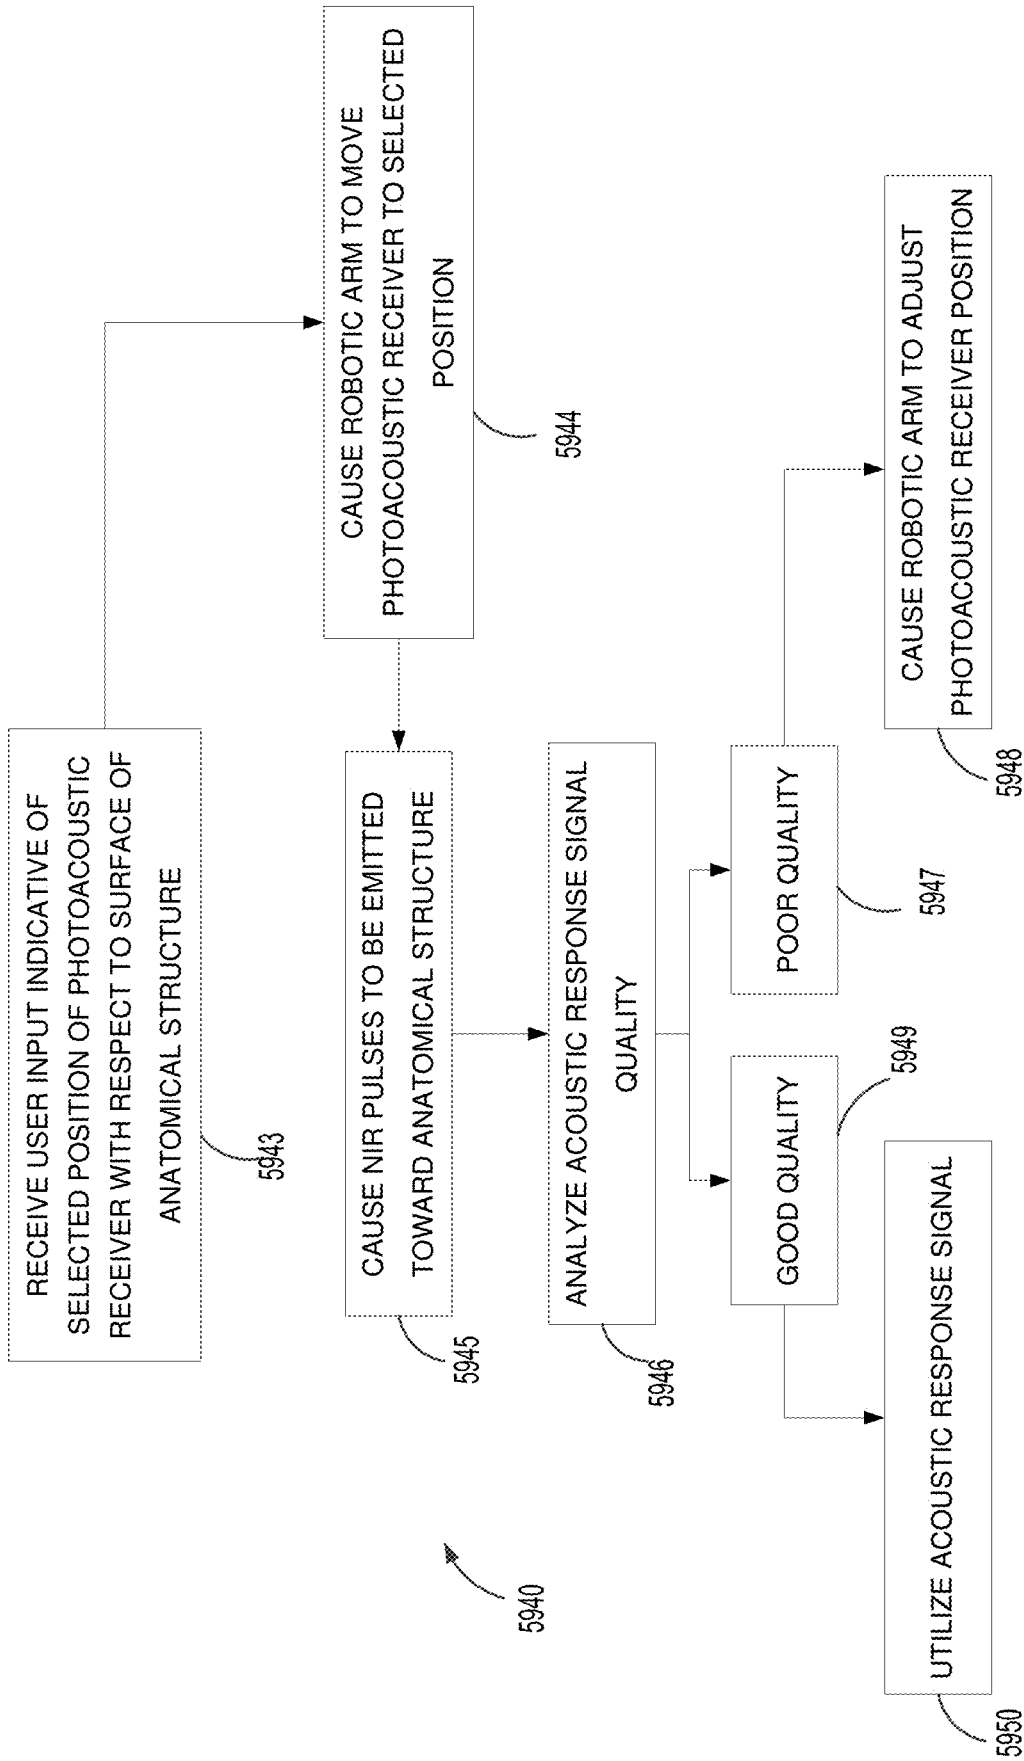 RECEIVE USER INPUT INDICATIVE OF
SELECTED POSITION OF PHOTOACOUSTIC
RECEIVER WITH RESPECT TO SURFACE OF
ANATOMICAL STRUCTURE
5943
CAUSE ROBOTIC ARM TO MOVE
PHOTOACOUSTIC RECEIVER TO SELECTED
POSITION
5944
CAUSE NIR PULSES TO BE EMITTED
TOWARD ANATOMICAL STRUCTURE
5945
ANALYZE ACOUSTIC RESPONSE SIGNAL
QUALITY
5946
GOOD QUALITY
5949
POOR QUALITY
5947
UTILIZE ACOUSTIC RESPONSE SIGNAL
5950
CAUSE ROBOTIC ARM TO ADJUST
PHOTOACOUSTIC RECEIVER POSITION
5948
5940